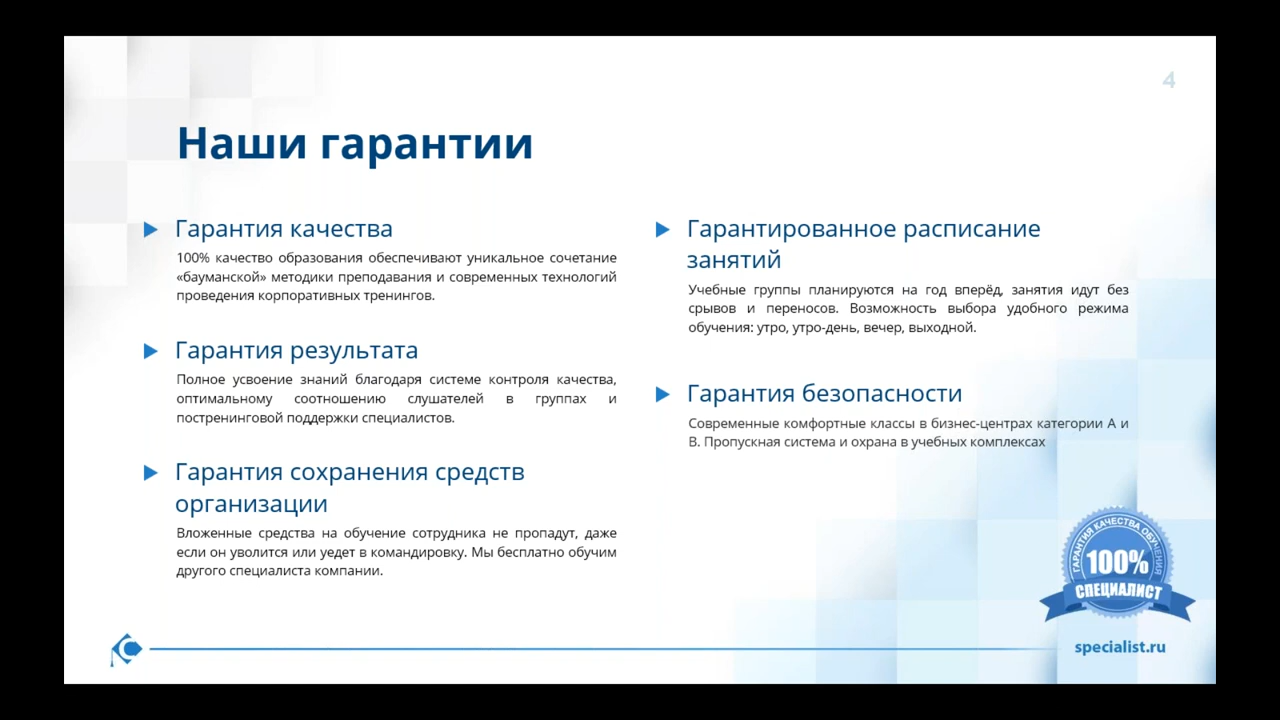 4
Наши гарантии
Гарантия качества
100% качество образования обеспечивают уникальное сочетание
«бауманской» методики преподавания и современных технологий
проведения корпоративных тренингов.
Гарантия результата
Полное усвоение знаний благодаря системе контроля качества,
оптимальному соотношению слушателей в группах и
постренинговой поддержки специалистов.
Гарантия сохранения средств
организации
Вложенные средства на обучение сотрудника не пропадут, даже
если он уволится или уедет в командировку. Мы бесплатно обучим
другого специалиста компании.
Гарантированное расписание
занятий
Учебные группы планируются на год вперёд, занятия идут без
срывов и переносов. Возможность выбора удобного режима
обучения: утро, утро-день, вечер, выходной.
Гарантия безопасности
Современные комфортные классы в бизнес-центрах категории А и
В. Пропускная система и охрана в учебных комплексах
ГАРАНТИЯ КАЧЕСТВА ОБУЧЕНИЯ
100%
СПЕЦИАЛИСТ
specialist.ru